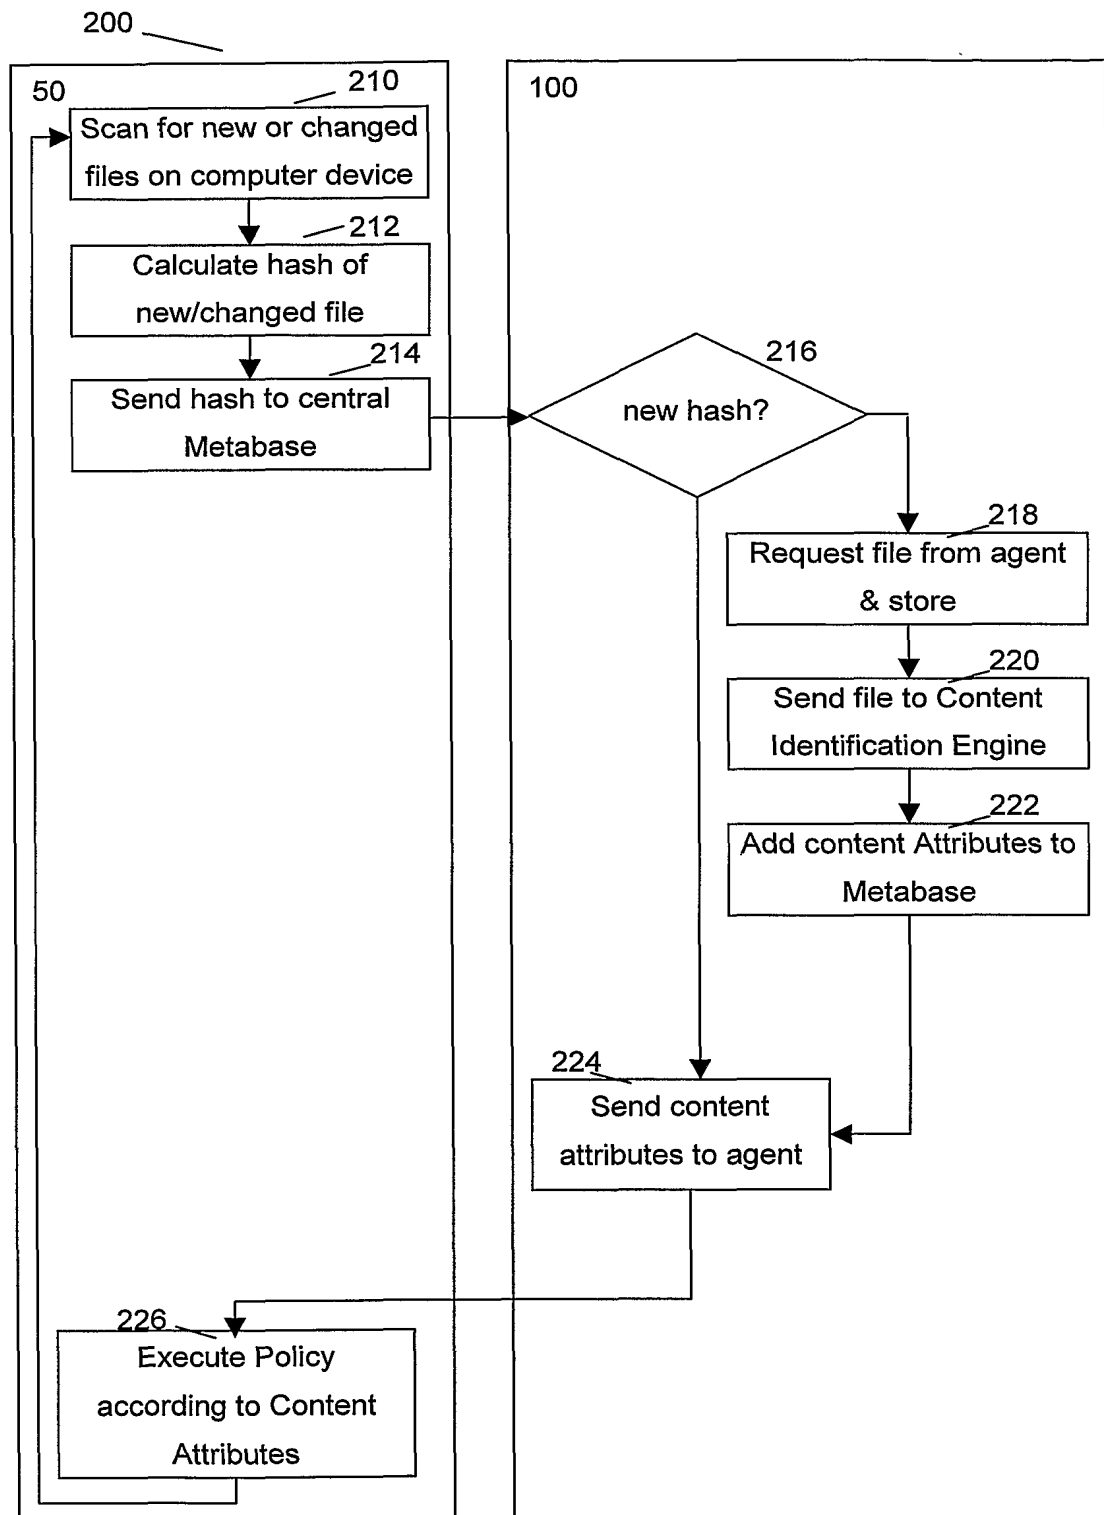 200
50
210
Scan for new or changed
files on computer device
212
Calculate hash of
new/changed file
214
Send hash to central
Metabase
100
216
new hash?
218
Request file from agent
& store
220
Send file to Content
Identification Engine
222
Add content Attributes to
Metabase
224
Send content
attributes to agent
226
Execute Policy
according to Content
Attributes